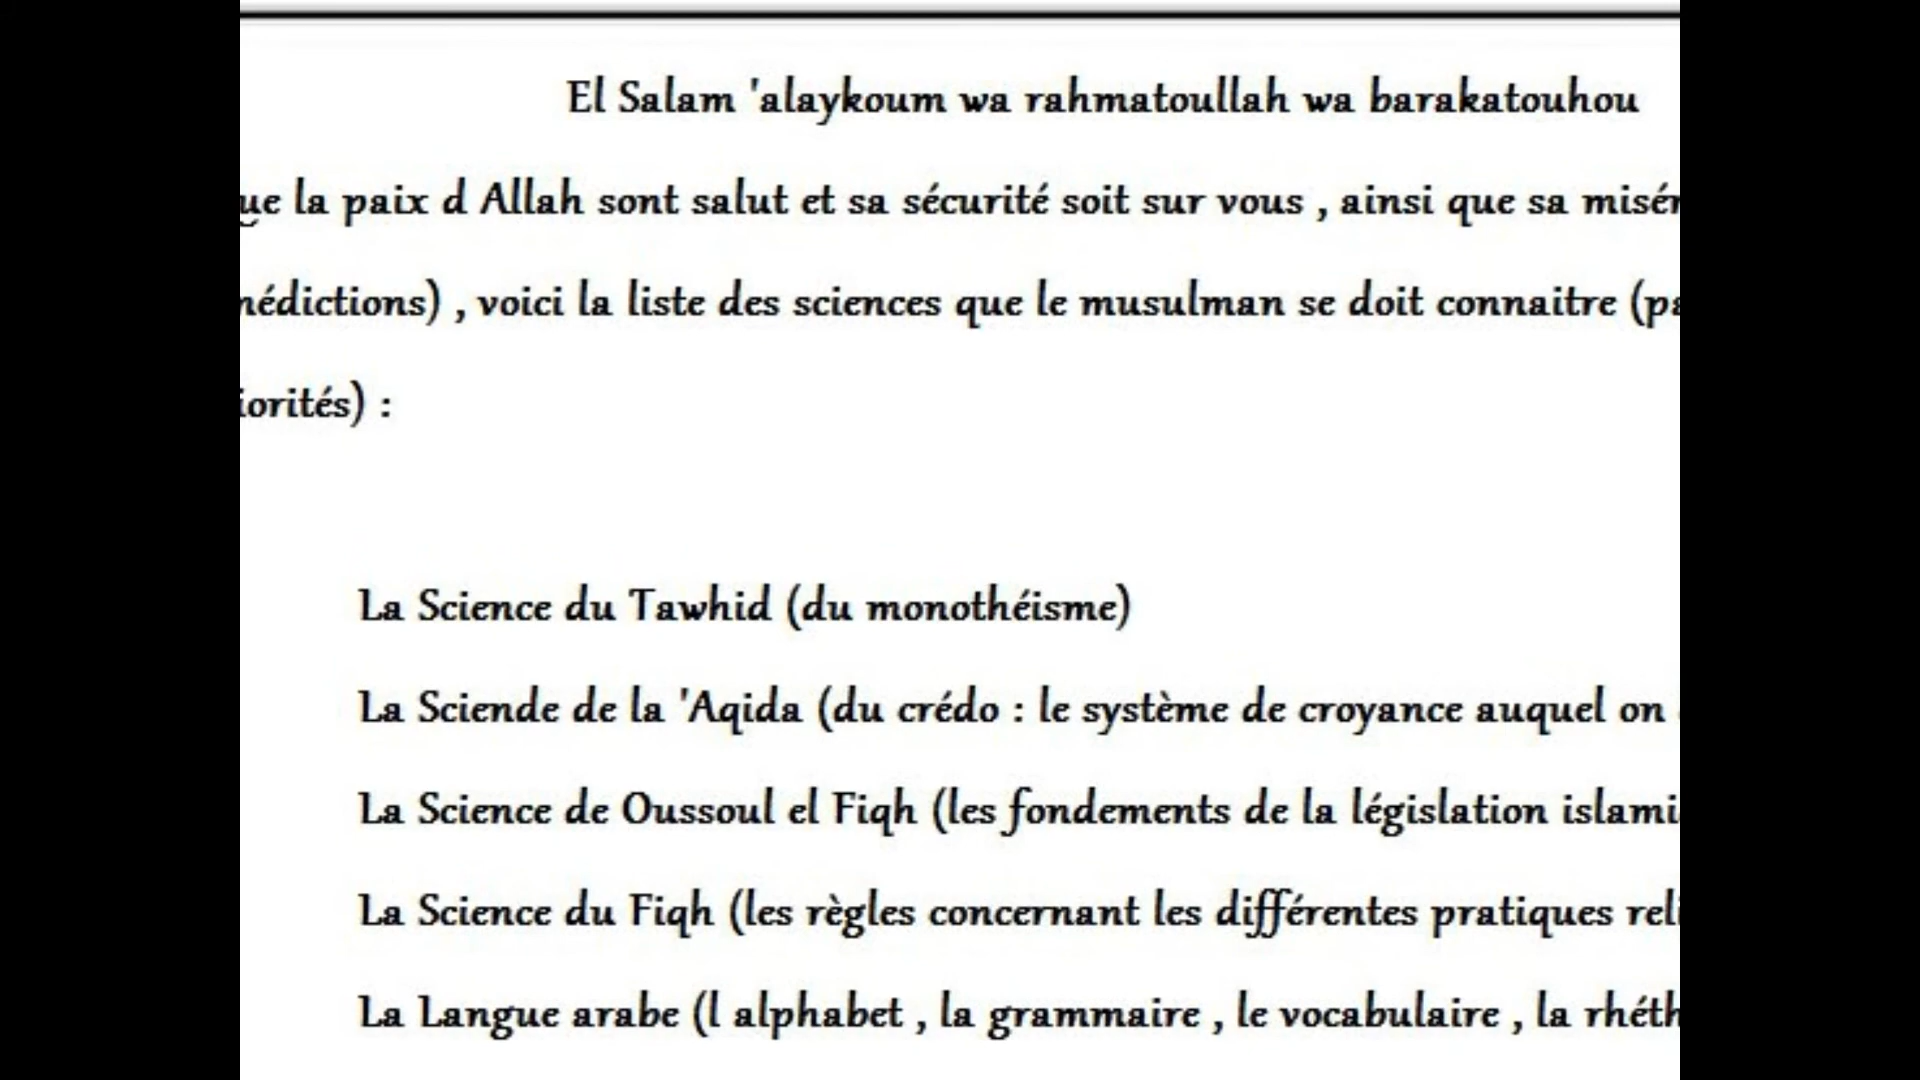 El Salam 'alaykoum wa rahmatoullah wa barakatouhou
la paix d Allah sont salut et sa sécurité soit sur vous , ainsi que sa
voici la liste des sciences que le musulman se doit connaitre
:
La Science du Tawhid (du monothéisme)
La Sciende de la 'Aqida (du crédo : le système de croyance auquel on
La Science de Oussoul el Fiqh (les fondements de la législation
La Science du Fiqh (les règles concernant les différentes pratiques
La Langue arabe (l alphabet , la grammaire , le vocabulaire , la